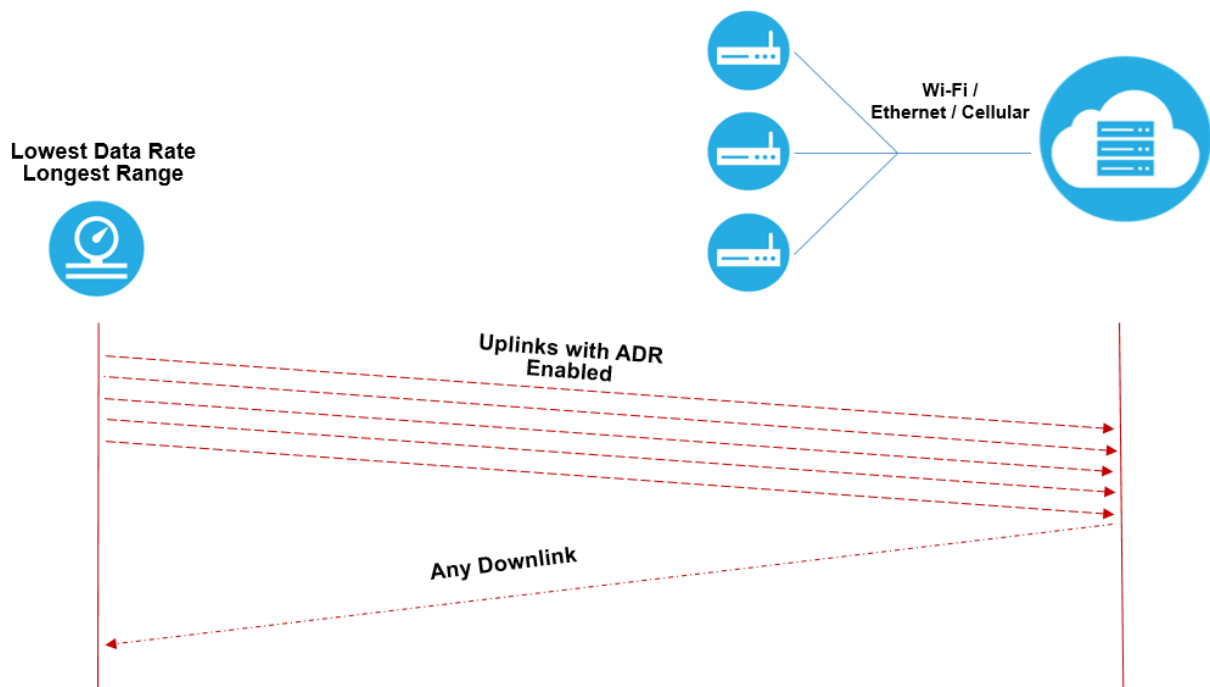 Wi-Fi /
Ethernet / Cellular
Lowest Data Rate
Longest Range
Uplinks with ADR
Enabled
Any Downlink